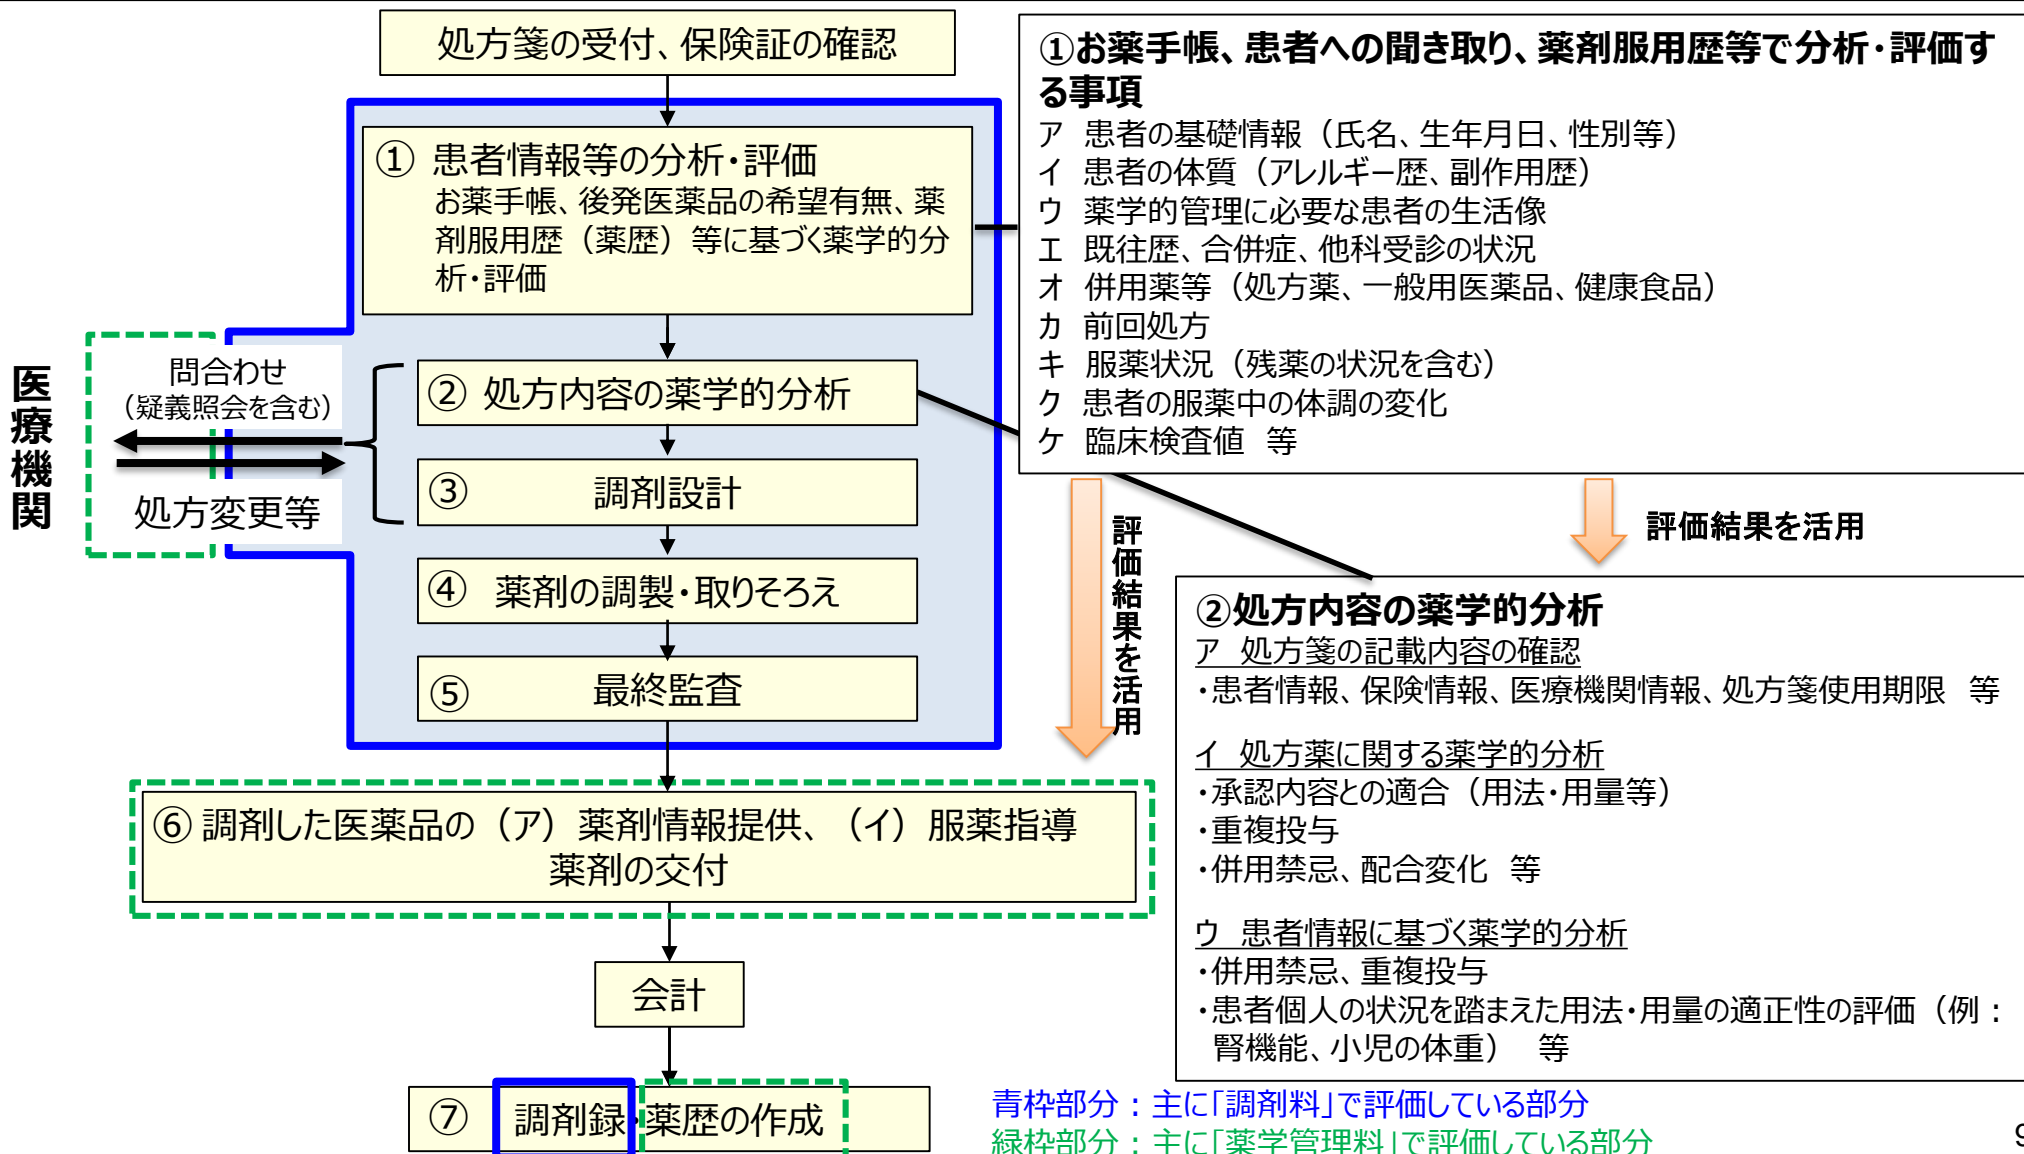 処方箋の受付、保険証の確認
① 患者情報等の分析・評価
お薬手帳、後発医薬品の希望有無、薬
剤服用歴（薬歴）等に基づく薬学的分
析・評価
医療機関
問合わせ
（疑義照会を含む）
処方変更等
② 処方内容の薬学的分析
③ 調剤設計
④ 薬剤の調製・取りそろえ
⑤ 最終監査
⑥ 調剤した医薬品の（ア）薬剤情報提供、（イ）服薬指導
薬剤の交付
会計
⑦ 調剤録・薬歴の作成
①お薬手帳、患者への聞き取り、薬剤服用歴等で分析・評価す
る事項
ア 患者の基礎情報（氏名、生年月日、性別等）
イ 患者の体質（アレルギー歴、副作用歴）
ウ 薬学的管理に必要な患者の生活像
エ 既往歴、合併症、他科受診の状況
オ 併用薬等（処方薬、一般用医薬品、健康食品）
カ 前回処方
キ 服薬状況（残薬の状況を含む）
ク 患者の服薬中の体調の変化
ケ 臨床検査値 等
評価結果を活用
評価結果を活用
②処方内容の薬学的分析
ア 処方箋の記載内容の確認
・患者情報、保険情報、医療機関情報、処方箋使用期限 等
イ 処方薬に関する薬学的分析
・承認内容との適合（用法・用量等）
・重複投与
・併用禁忌、配合変化 等
ウ 患者情報に基づく薬学的分析
・併用禁忌、重複投与
・患者個人の状況を踏まえた用法・用量の適正性の評価（例：
腎機能、小児の体重） 等
青枠部分：主に「調剤料」で評価している部分
緑枠部分：主に「薬学管理料」で評価している部分
9